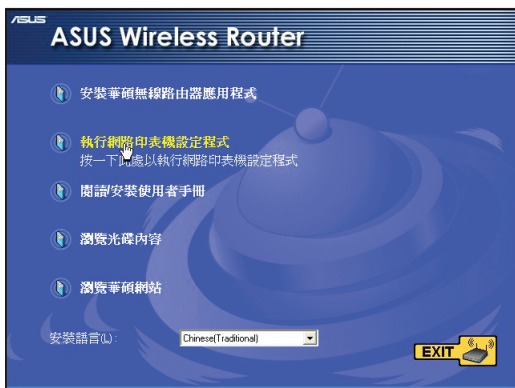 ASUS
ASUS Wireless Router
安裝華碩無線路由器應用程式
執行網路印表機設定程式
按一下此處以執行網路印表機設定程式
閱讀/安裝使用者手冊
瀏覽光碟內容
瀏覽華碩網站
安裝語言(L):
Chinese(Traditional)
EXIT